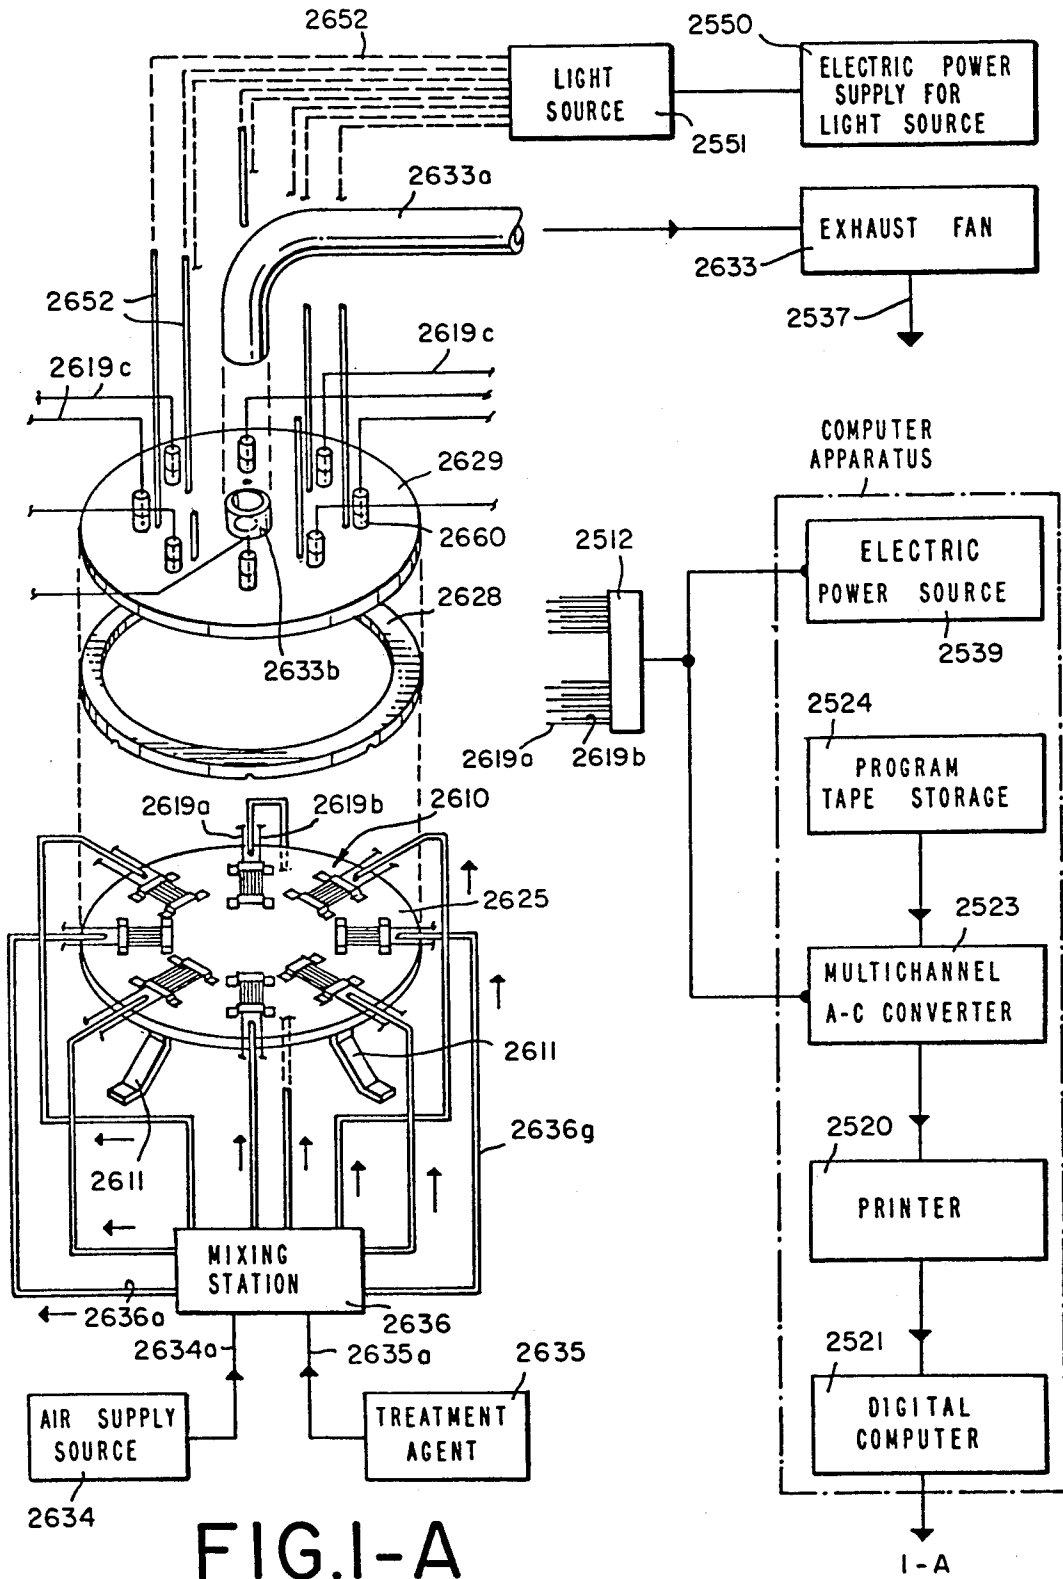 2652
2550
LIGHT
SOURCE
2551
ELECTRIC POWER
SUPPLY FOR
LIGHT SOURCE
2633a
EXHAUST FAN
2633
2537
2652
2619c
2619c
2629
2660
2628
2633b
2512
2619a
2619b
COMPUTER
APPARATUS
ELECTRIC
POWER SOURCE
2539
2524
PROGRAM
TAPE STORAGE
2523
MULTICHANNEL
A-C CONVERTER
2520
PRINTER
2521
DIGITAL
COMPUTER
1-A
2619a
2619b
2610
2625
2611
2611
2636g
MIXING
STATION
2636a
2636
2634a
2635a
2635
AIR SUPPLY
SOURCE
2634
TREATMENT
AGENT
FIG.1-A